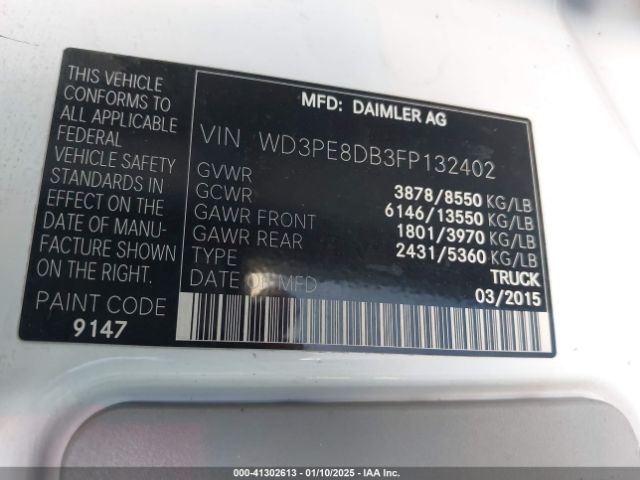 THIS VEHICLE
CONFORMS TO
ALL APPLICABLE
FEDERAL
VEHICLE SAFETY
STANDARDS IN
EFFECT ON THE
DATE OF MANU-
FACTURE SHOWN
ON THE LEFT.
PAINT CODE
9147
MFD: DAIMLER AG
VIN WD3PE8DB3FP132402
GVWR 3878/8550 KG/LB
GCWR 6146/13550 KG/LB
GAWR FRONT 1801/3970 KG/LB
GAWR REAR 2431/5360 KG/LB
TYPE TRUCK
DATE OF MFD 03/2015
000-41302613 - 01/10/2025 - IAA Inc.